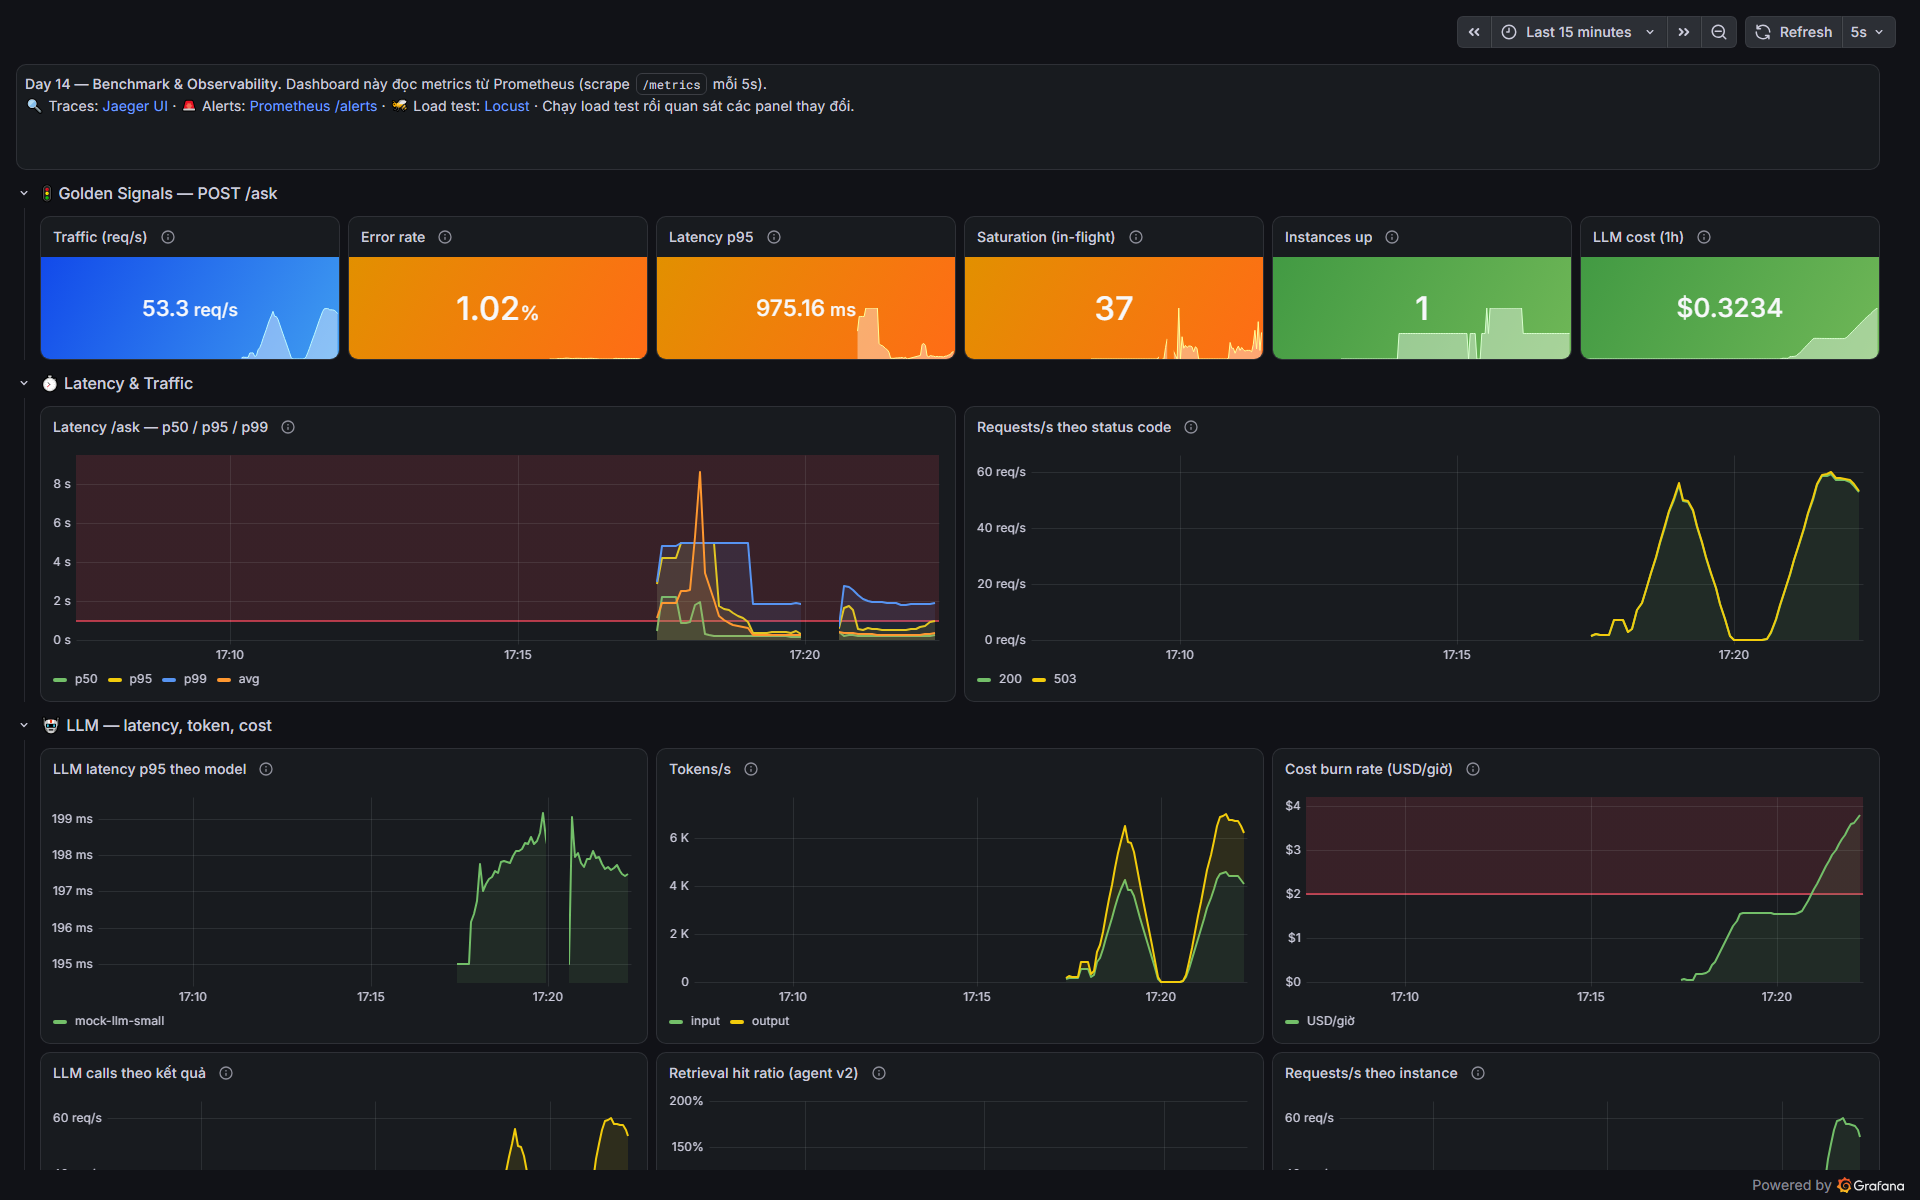 Last 15 minutes
Refresh 5s
Day 14 — Benchmark & Observability. Dashboard này đọc metrics từ Prometheus (scrape /metrics mỗi 5s).
Traces: Jaeger UI · Alerts: Prometheus /alerts · Load test: Locust · Chạy load test rồi quan sát các panel thay đổi.
Golden Signals — POST /ask
Traffic (req/s)
53.3 req/s
Error rate
1.02%
Latency p95
975.16 ms
Saturation (in-flight)
37
Instances up
1
LLM cost (1h)
$0.3234
Latency & Traffic
Latency /ask — p50 / p95 / p99
8 s
6 s
4 s
2 s
0 s
17:10 17:15 17:20
p50 p95 p99 avg
Requests/s theo status code
60 req/s
40 req/s
20 req/s
0 req/s
17:10 17:15 17:20
200 503
LLM — latency, token, cost
LLM latency p95 theo model
199 ms
198 ms
197 ms
196 ms
195 ms
17:10 17:15 17:20
mock-llm-small
Tokens/s
6 K
4 K
2 K
0
17:10 17:15 17:20
input output
Cost burn rate (USD/giờ)
$4
$3
$2
$1
$0
17:10 17:15 17:20
USD/giờ
LLM calls theo kết quả
60 req/s
Retrieval hit ratio (agent v2)
200%
150%
Requests/s theo instance
60 req/s
Powered by Grafana